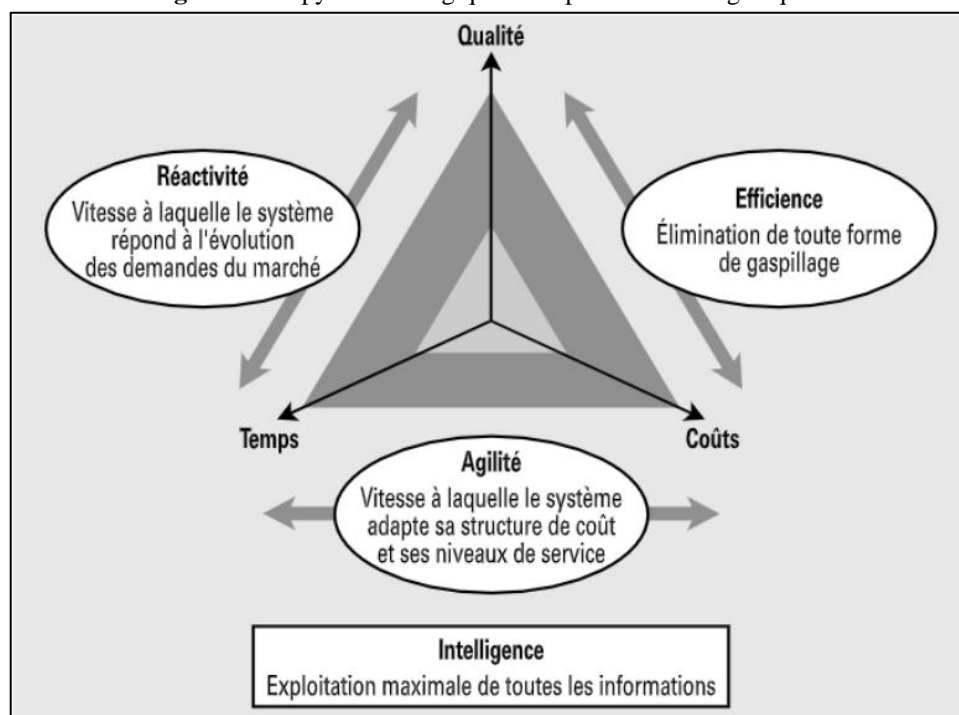 Qualité
Réactivité
Vitesse à laquelle le système
répond à l'évolution
des demandes du marché
Efficience
Élimination de toute forme
de gaspillage
Temps
Coûts
Agilité
Vitesse à laquelle le système
adapte sa structure de coût
et ses niveaux de service
Intelligence
Exploitation maximale de toutes les informations